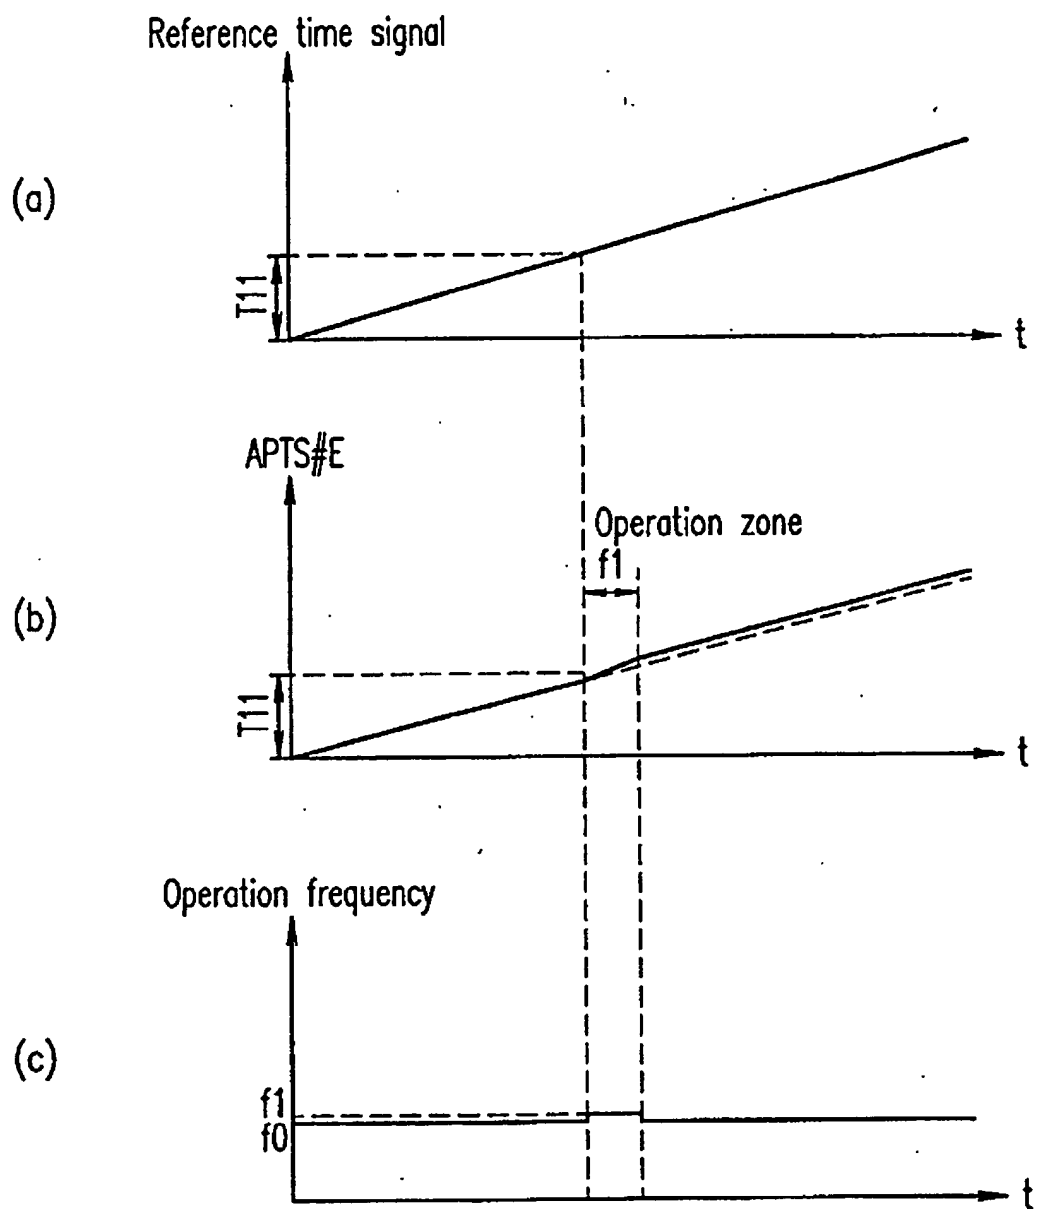 Reference time signal
(a)
T11
t
APTS#E
Operation zone
f1
(b)
T11
t
Operation frequency
(c)
f1
f0
t